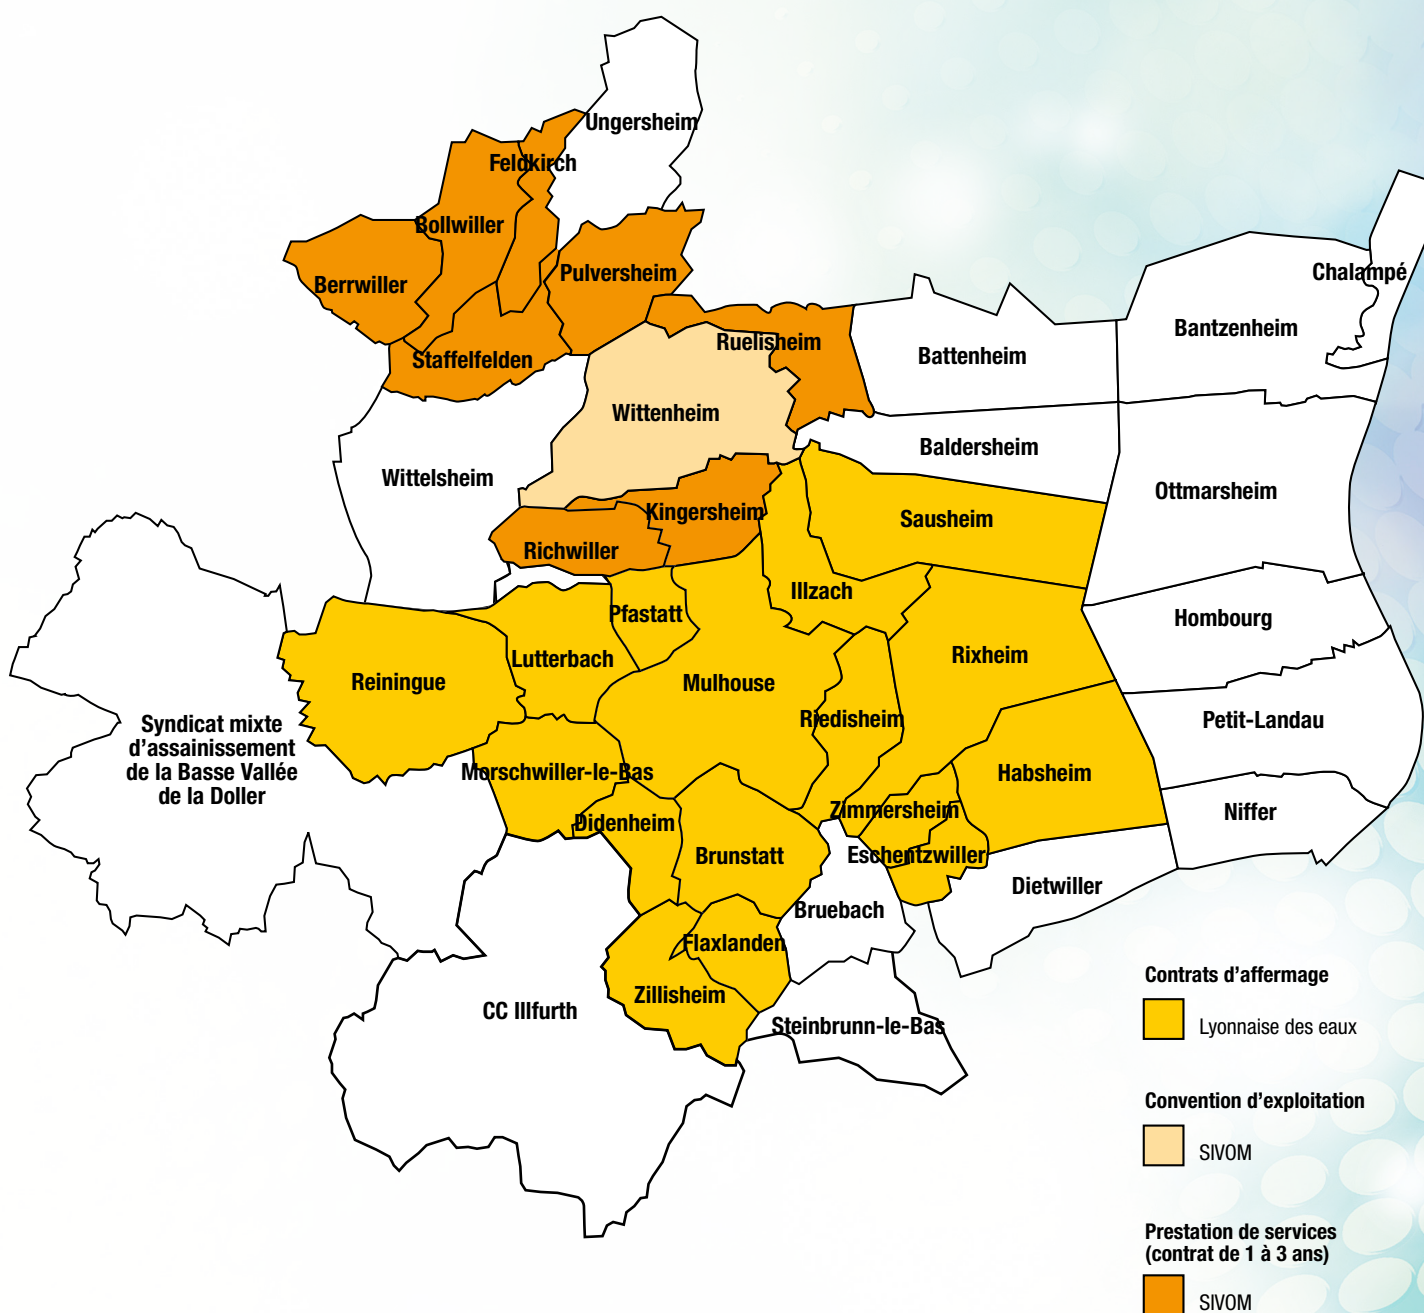 Ungersheim
Feldkirch
Bollwiller
Berrwiller
Pulversheim
Chalampé
Bantzenheim
Ruelisheim
Battenheim
Staffelfelden
Wittenheim
Baldersheim
Wittelsheim
Ottmarsheim
Kingersheim
Sausheim
Richwiller
Illzach
Pfastatt
Hombourg
Lutterbach
Rixheim
Reiningue
Mulhouse
Riedisheim
Petit-Landau
Syndicat mixte
d'assainissement
de la Basse Vallée
de la Doller
Morschwiller-le-Bas
Habsheim
Zimmersheim
Niffer
Didenheim
Brunstatt
Eschentzwiller
Dietwiller
Bruebach
Flaxlanden
Zillisheim
CC Illfurth
Steinbrunn-le-Bas
Contrats d'affermage
Lyonnaise des eaux
Convention d'exploitation
SIVOM
Prestation de services
(contrat de 1 à 3 ans)
SIVOM